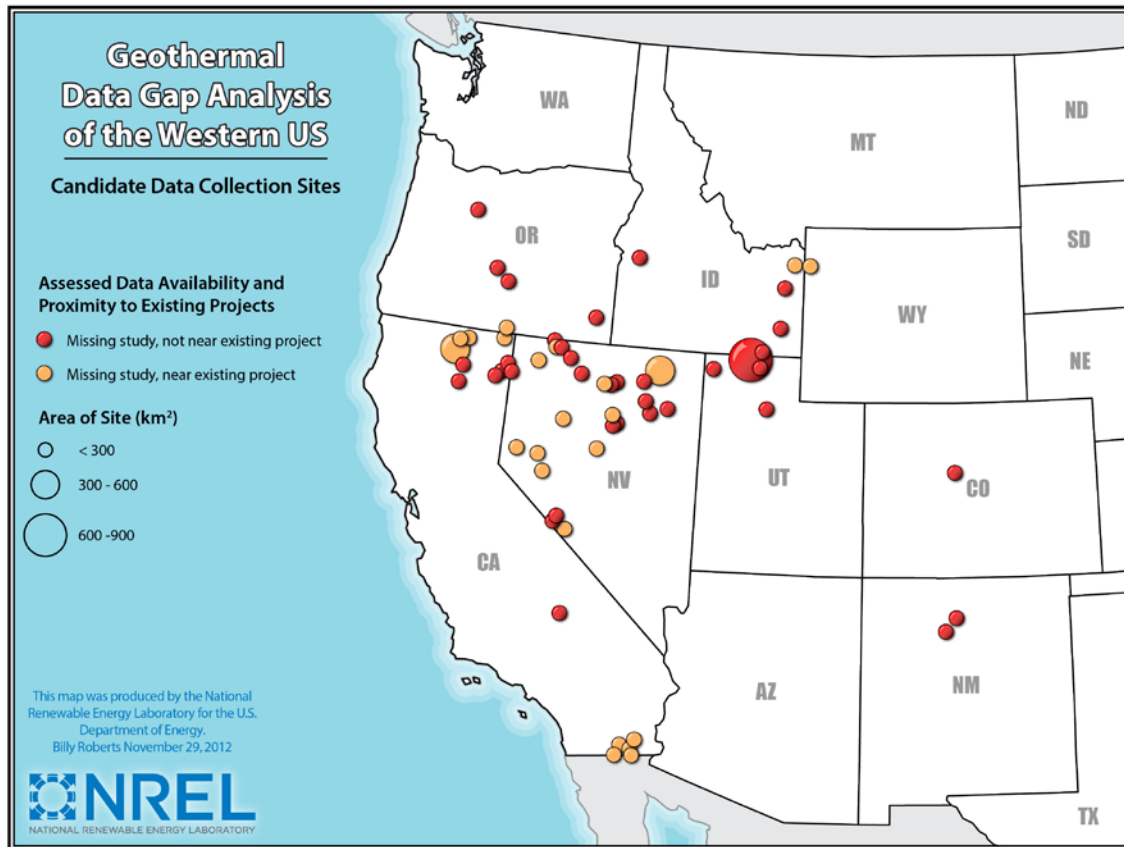 Geothermal
Data Gap Analysis
of the Western US
Candidate Data Collection Sites
Assessed Data Availability and
Proximity to Existing Projects
Missing study, not near existing project
Missing study, near existing project
Area of Site (km²)
< 300
300 - 600
600 -900
This map was produced by the National
Renewable Energy Laboratory for the U.S.
Department of Energy.
Billy Roberts November 29, 2012
NREL
NATIONAL RENEWABLE ENERGY LABORATORY
WA
MT
ND
OR
ID
SD
WY
NE
NV
UT
CO
CA
AZ
NM
TX